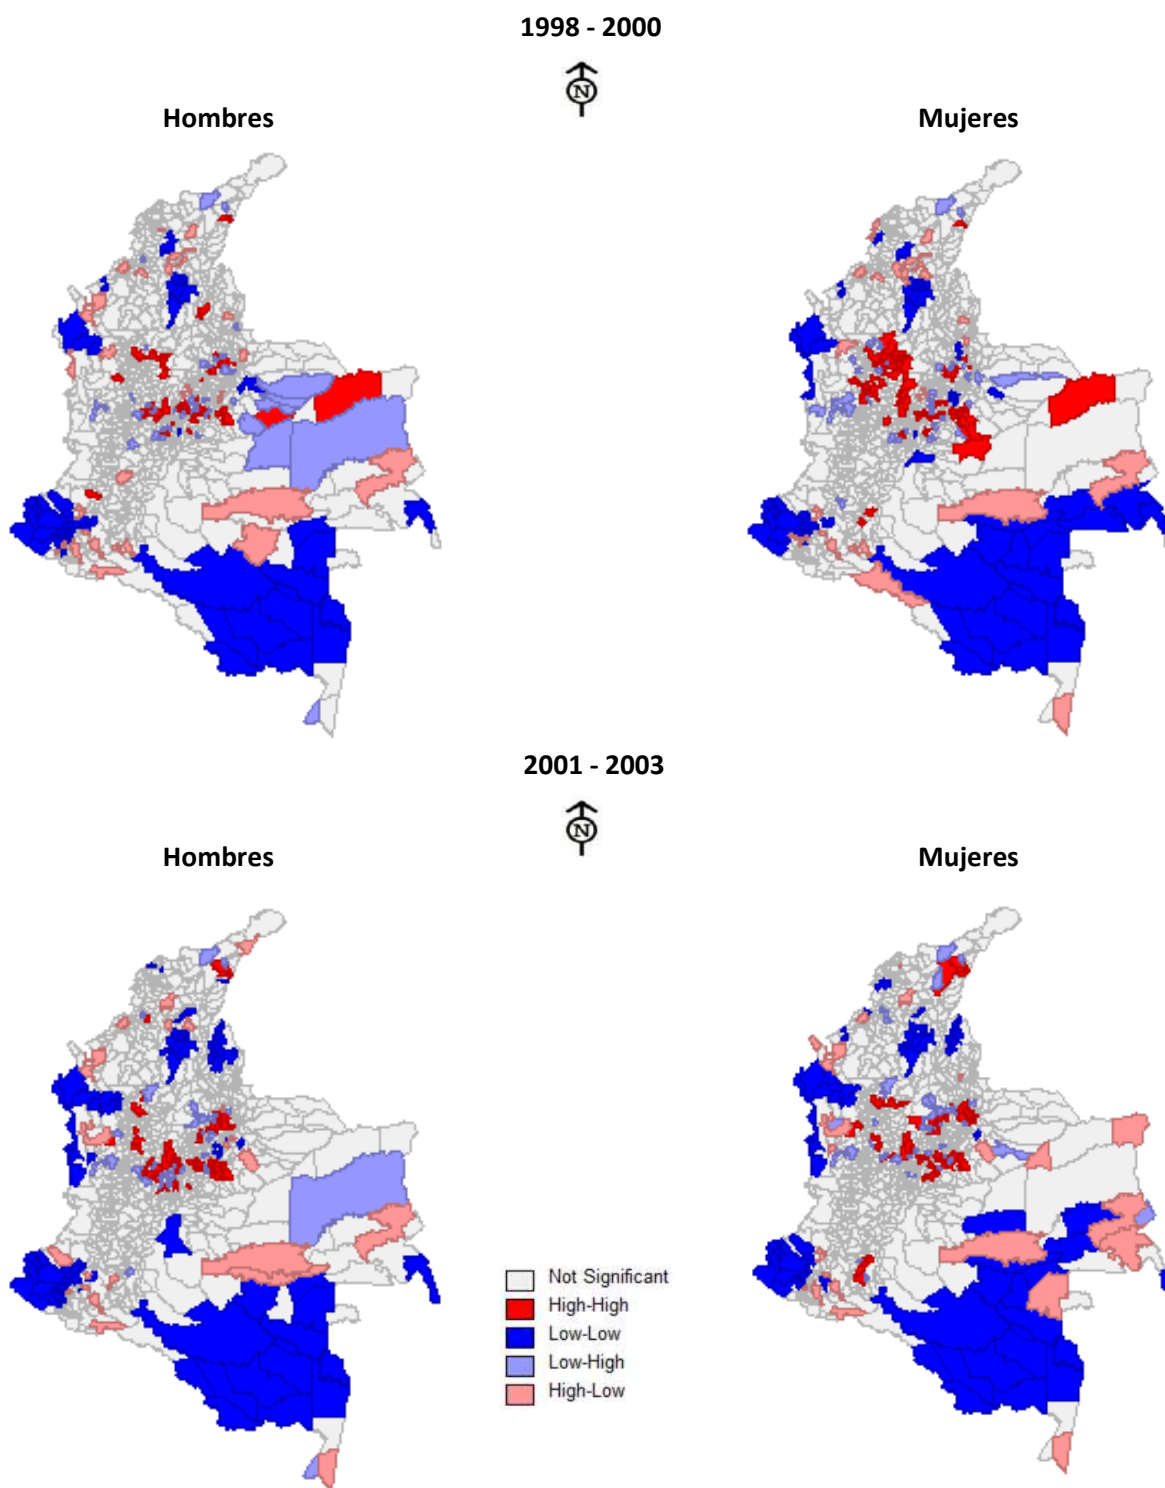 1998 - 2000
N
Hombres
Mujeres
2001 - 2003
N
Hombres
Mujeres
Not Significant
High-High
Low-Low
Low-High
High-Low